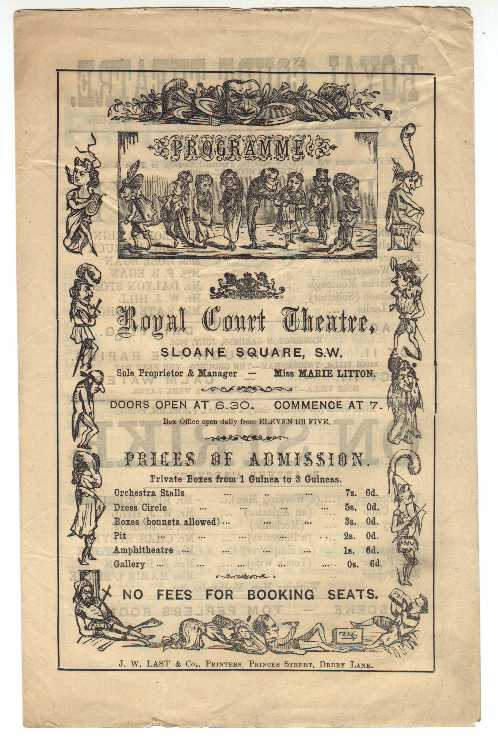 PROGRAMME
Royal Court Theatre,
SLOANE SQUARE, S.W.
Sole Proprietor & Manager — Miss MARIE LITTON.
DOORS OPEN AT 6.30. COMMENCE AT 7.
Box Office open daily from ELEVEN till FIVE.
PRICES OF ADMISSION.
Private Boxes from 1 Guinea to 3 Guineas.
Orchestra Stalls ... ... ... 7s. 6d.
Dress Circle ... ... ... 5s. 0d.
Boxes (bonnets allowed) ... ... ... 3s. 0d.
Pit ... ... ... ... 2s. 0d.
Amphitheatre ... ... ... ... 1s. 6d.
Gallery ... ... ... ... 0s. 6d
NO FEES FOR BOOKING SEATS.
J. W. LAST & Co., PRINTERS, PRINCES STREET, DRURY LANE.